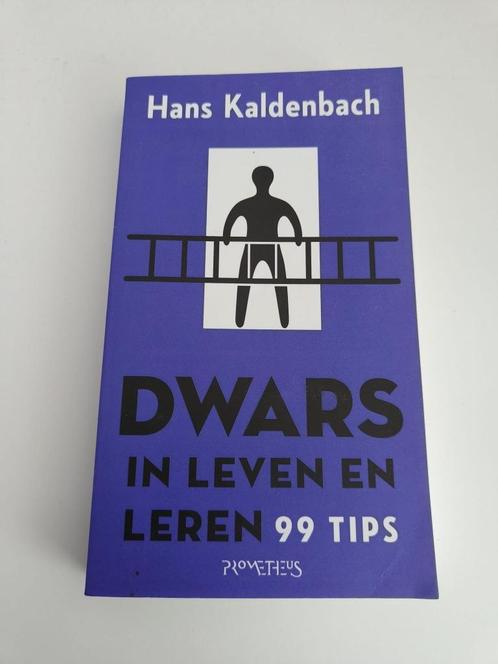 Hans Kaldenbach
DWARS
IN LEVEN EN
LEREN 99 TIPS
PROMETHEUS